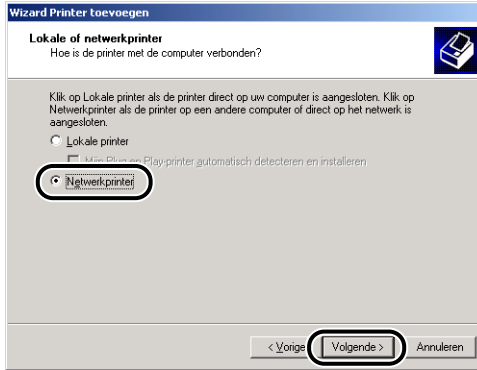 Wizard Printer toevoegen
Lokale of netwerkprinter
Hoe is de printer met de computer verbonden?
Klik op Lokale printer als de printer direct op uw computer is aangesloten. Klik op
Netwerkprinter als de printer op een andere computer of direct op het netwerk is
aangesloten.
Lokale printer
Mijn Plug en Play-printer automatisch detecteren en installeren
Netwerkprinter
< Vorige Volgende > Annuleren